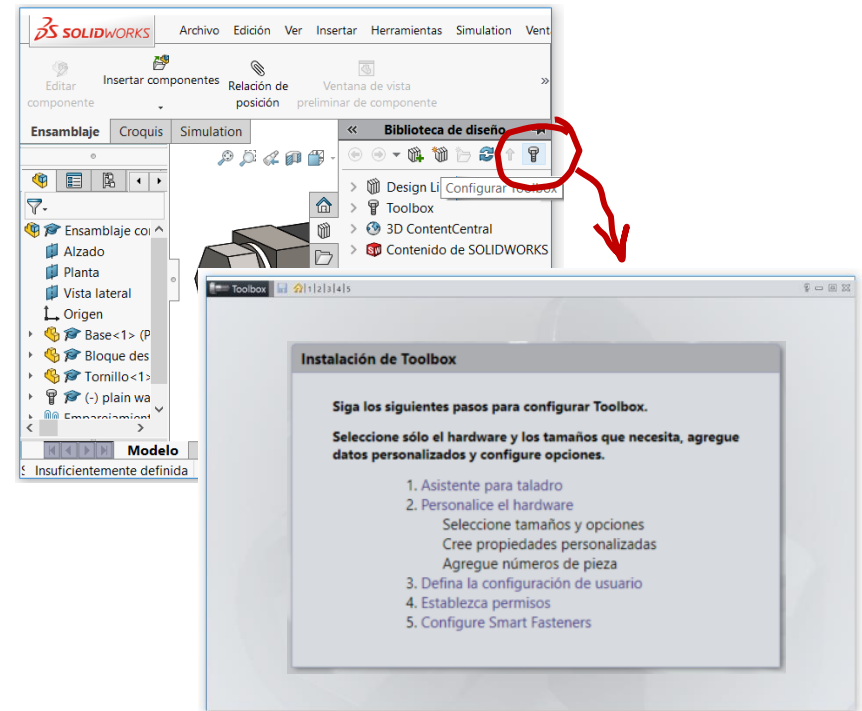 SOLIDWORKS Archivo Edición Ver Insertar Herramientas Simulation Vent
Editar componente
Insertar componentes
Relación de posición
Ventana de vista preliminar de componente
»
Ensamblaje Croquis Simulation
« Biblioteca de diseño
Design Li
Configurar Toolbox
Toolbox
3D ContentCentral
Contenido de SOLIDWORKS
Ensamblaje co
Alzado
Planta
Vista lateral
Origen
Base<1> (P
Bloque des
Tornillo<1>
(-) plain wa
Modelo
Insuficientemente definida
Toolbox |1|2|3|4|5
Instalación de Toolbox
Siga los siguientes pasos para configurar Toolbox.
Seleccione sólo el hardware y los tamaños que necesita, agregue
datos personalizados y configure opciones.
1. Asistente para taladro
2. Personalice el hardware
Seleccione tamaños y opciones
Cree propiedades personalizadas
Agregue números de pieza
3. Defina la configuración de usuario
4. Establezca permisos
5. Configure Smart Fasteners